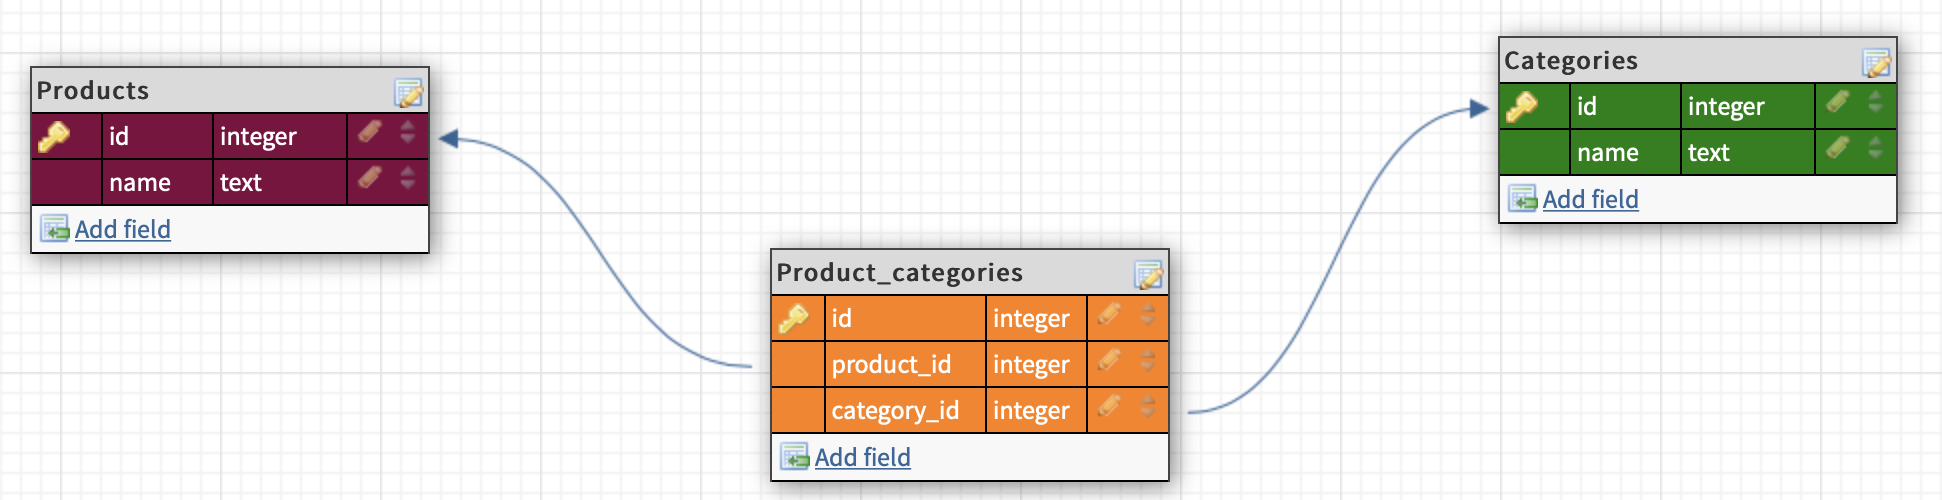 Products
id integer
name text
Add field
Product_categories
id integer
product_id integer
category_id integer
Add field
Categories
id integer
name text
Add field